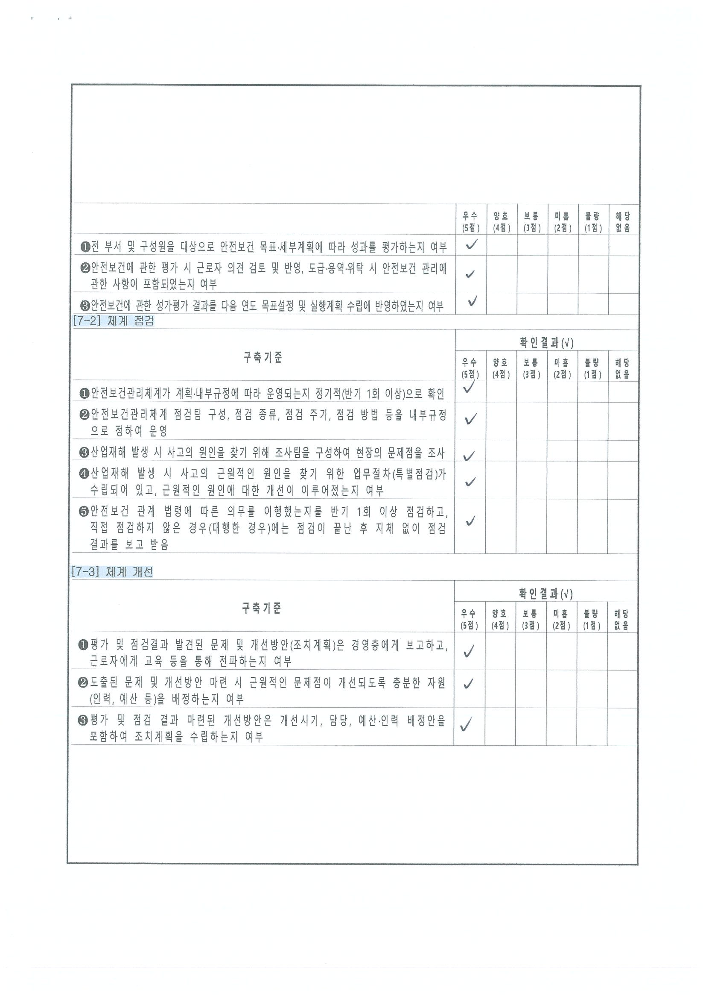 우수 양호 보통 미흡 불량 해당
(5점) (4점) (3점) (2점) (1점) 없음
❶전 부서 및 구성원을 대상으로 안전보건 목표·세부계획에 따라 성과를 평가하는지 여부 ✓
❷안전보건에 관한 평가 시 근로자 의견 검토 및 반영, 도급·용역·위탁 시 안전보건 관리에 ✓
관한 사항이 포함되었는지 여부
❸안전보건에 관한 성가평가 결과를 다음 연도 목표설정 및 실행계획 수립에 반영하였는지 여부 ✓
[7-2] 체계 점검
확인결과(√)
구축기준
우수 양호 보통 미흡 불량 해당
(5점) (4점) (3점) (2점) (1점) 없음
❶안전보건관리체계가 계획·내부규정에 따라 운영되는지 정기적(반기 1회 이상)으로 확인 ✓
❷안전보건관리체계 점검팀 구성, 점검 종류, 점검 주기, 점검 방법 등을 내부규정 ✓
으로 정하여 운영
❸산업재해 발생 시 사고의 원인을 찾기 위해 조사팀을 구성하여 현장의 문제점을 조사 ✓
❹산업재해 발생 시 사고의 근원적인 원인을 찾기 위한 업무절차(특별점검)가 ✓
수립되어 있고, 근원적인 원인에 대한 개선이 이루어졌는지 여부
❺안전보건 관계 법령에 따른 의무를 이행했는지를 반기 1회 이상 점검하고, ✓
직접 점검하지 않은 경우(대행한 경우)에는 점검이 끝난 후 지체 없이 점검
결과를 보고 받음
[7-3] 체계 개선
확인결과(√)
구축기준
우수 양호 보통 미흡 불량 해당
(5점) (4점) (3점) (2점) (1점) 없음
❶평가 및 점검결과 발견된 문제 및 개선방안(조치계획)은 경영층에게 보고하고, ✓
근로자에게 교육 등을 통해 전파하는지 여부
❷도출된 문제 및 개선방안 마련 시 근원적인 문제점이 개선되도록 충분한 자원 ✓
(인력, 예산 등)을 배정하는지 여부
❸평가 및 점검 결과 마련된 개선방안은 개선시기, 담당, 예산·인력 배정안을 ✓
포함하여 조치계획을 수립하는지 여부